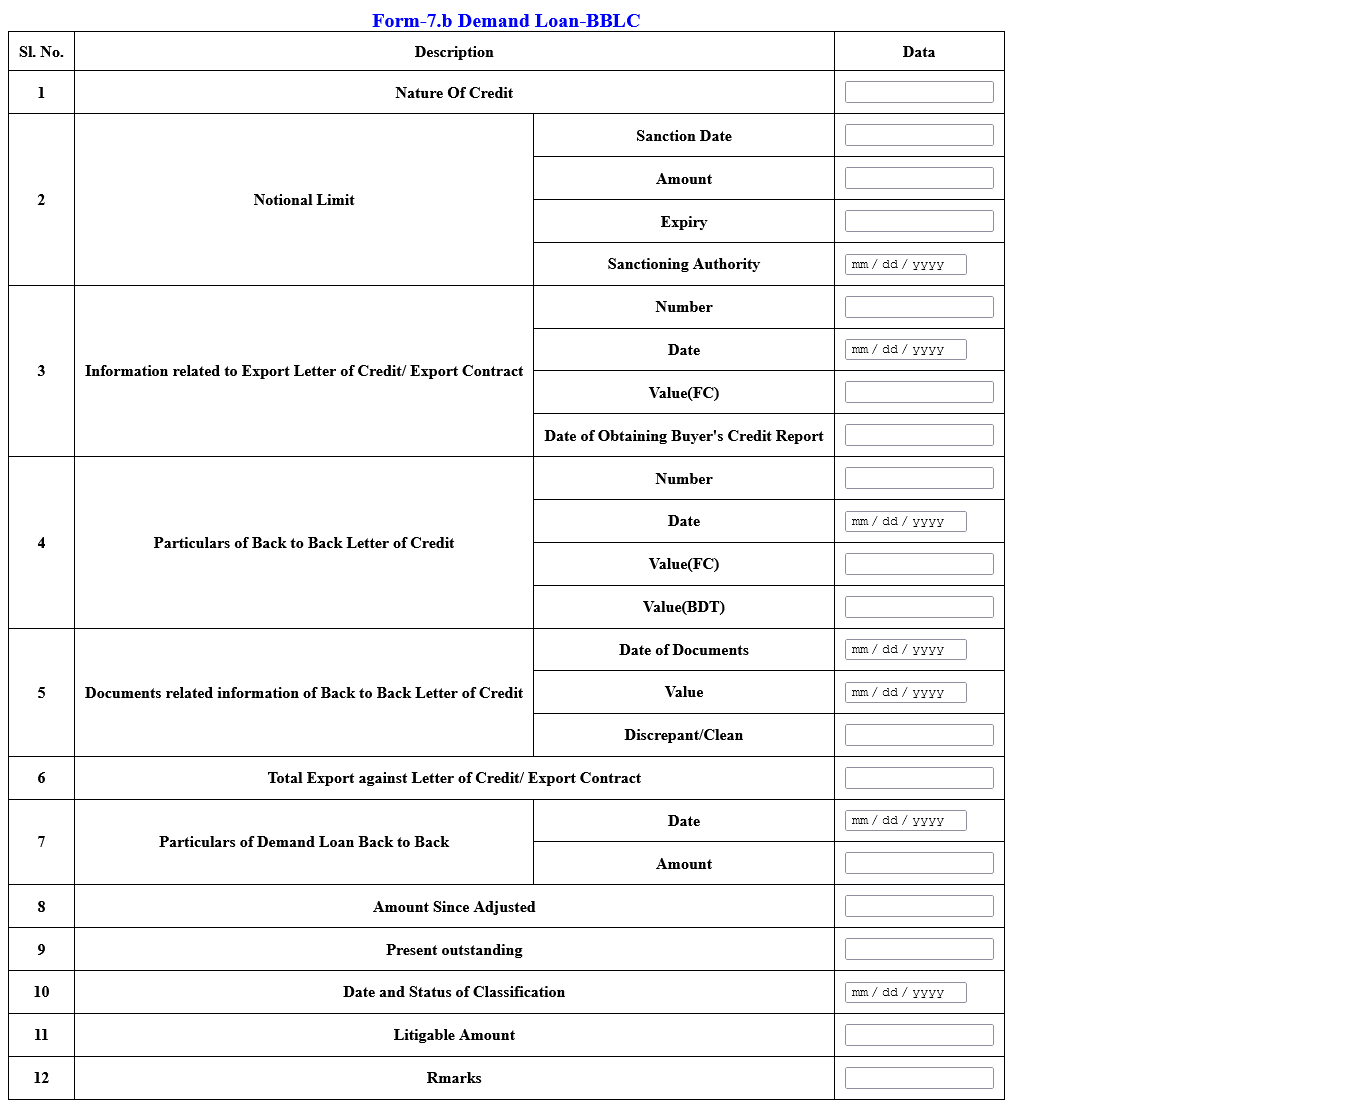 Form-7.b Demand Loan-BBLC
Sl. No. Description Data
1 Nature Of Credit
2 Notional Limit Sanction Date
Amount
Expiry
Sanctioning Authority mm / dd / yyyy
3 Information related to Export Letter of Credit/ Export Contract Number
Date mm / dd / yyyy
Value(FC)
Date of Obtaining Buyer's Credit Report
4 Particulars of Back to Back Letter of Credit Number
Date mm / dd / yyyy
Value(FC)
Value(BDT)
5 Documents related information of Back to Back Letter of Credit Date of Documents mm / dd / yyyy
Value mm / dd / yyyy
Discrepant/Clean
6 Total Export against Letter of Credit/ Export Contract
7 Particulars of Demand Loan Back to Back Date mm / dd / yyyy
Amount
8 Amount Since Adjusted
9 Present outstanding
10 Date and Status of Classification mm / dd / yyyy
11 Litigable Amount
12 Rmarks